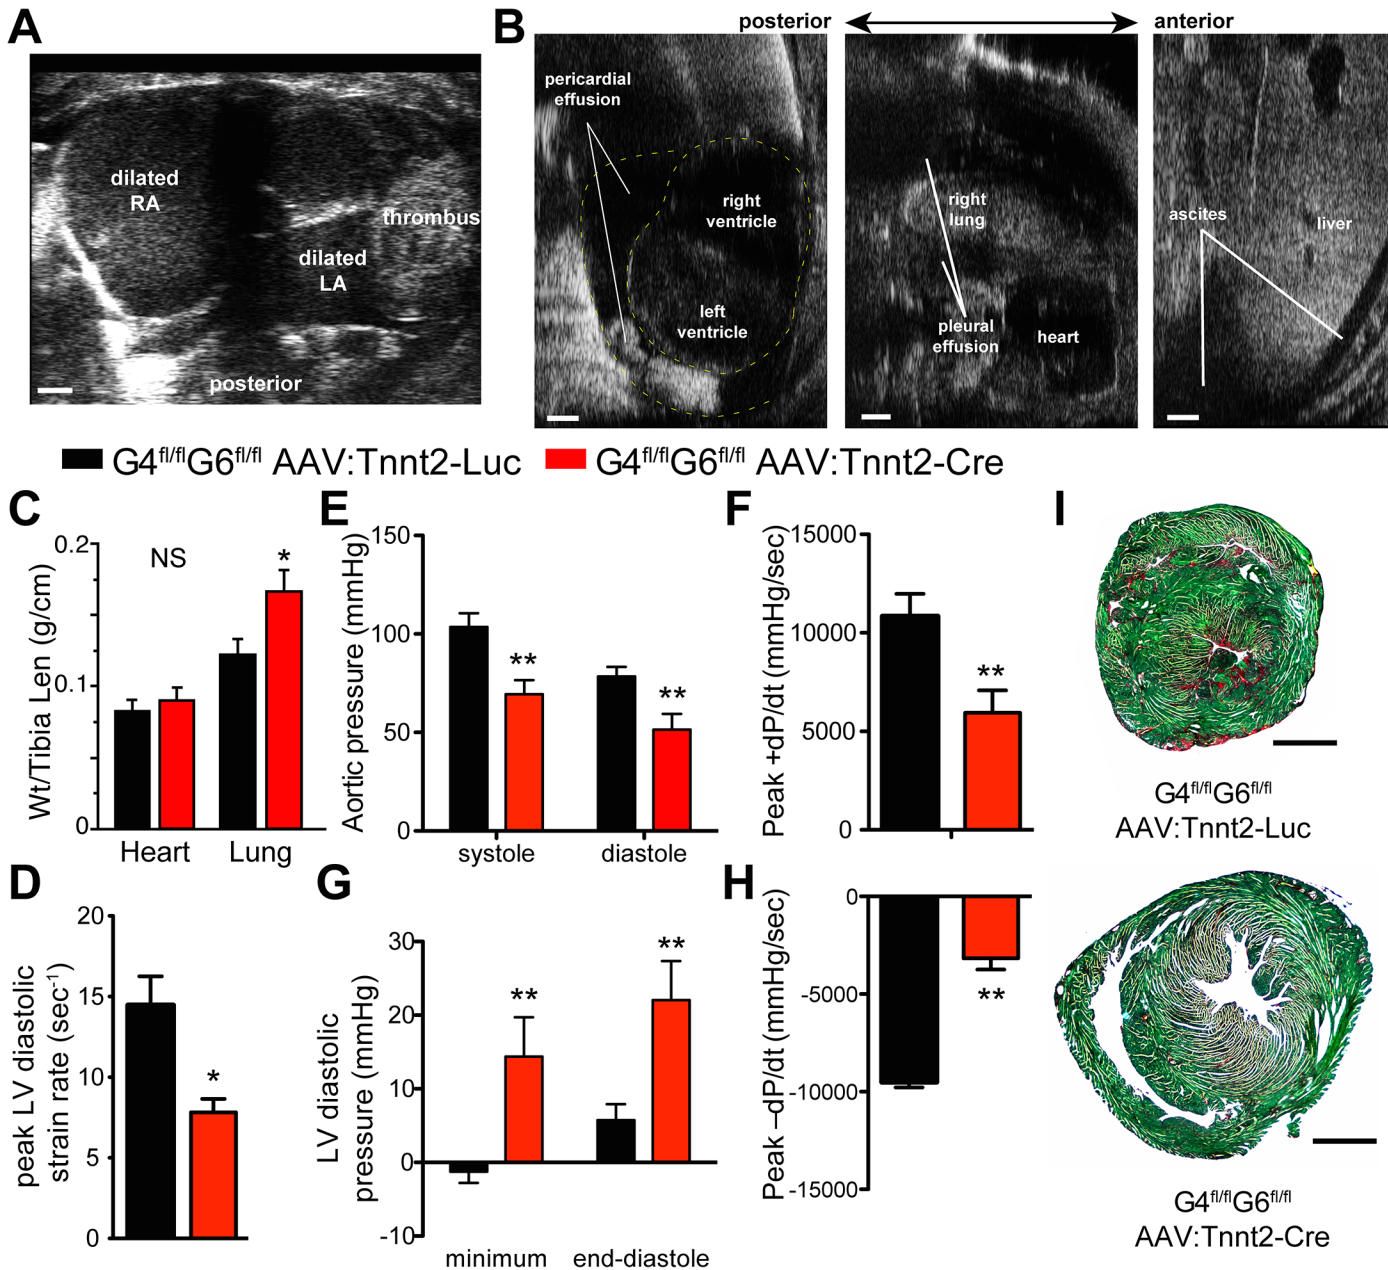 A
dilated
RA
dilated
LA
thrombus
posterior
B
posterior
anterior
pericardial
effusion
right
ventricle
left
ventricle
right
lung
pleural
effusion
heart
ascites
liver
G4fl/flG6fl/fl AAV:Tnnt2-Luc
G4fl/flG6fl/fl AAV:Tnnt2-Cre
C
Wt/Tibia Len (g/cm)
0.2
0.1
0
NS
*
Heart
Lung
D
peak LV diastolic
strain rate (sec-1)
20
15
10
5
0
*
E
Aortic pressure (mmHg)
150
100
50
0
**
**
systole
diastole
F
Peak +dP/dt (mmHg/sec)
15000
10000
5000
0
**
G
LV diastolic
pressure (mmHg)
30
20
10
0
-10
**
**
minimum
end-diastole
H
Peak –dP/dt (mmHg/sec)
0
-5000
-10000
-15000
**
I
G4fl/flG6fl/fl
AAV:Tnnt2-Luc
G4fl/flG6fl/fl
AAV:Tnnt2-Cre